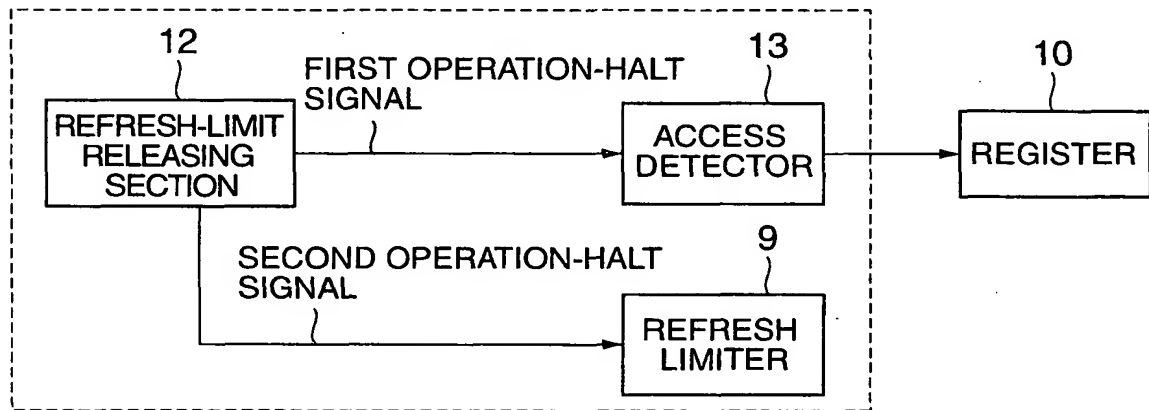 12
FIRST OPERATION-HALT
SIGNAL
13
10
REFRESH-LIMIT
RELEASING
SECTION
ACCESS
DETECTOR
REGISTER
SECOND OPERATION-HALT
SIGNAL
9
REFRESH
LIMITER